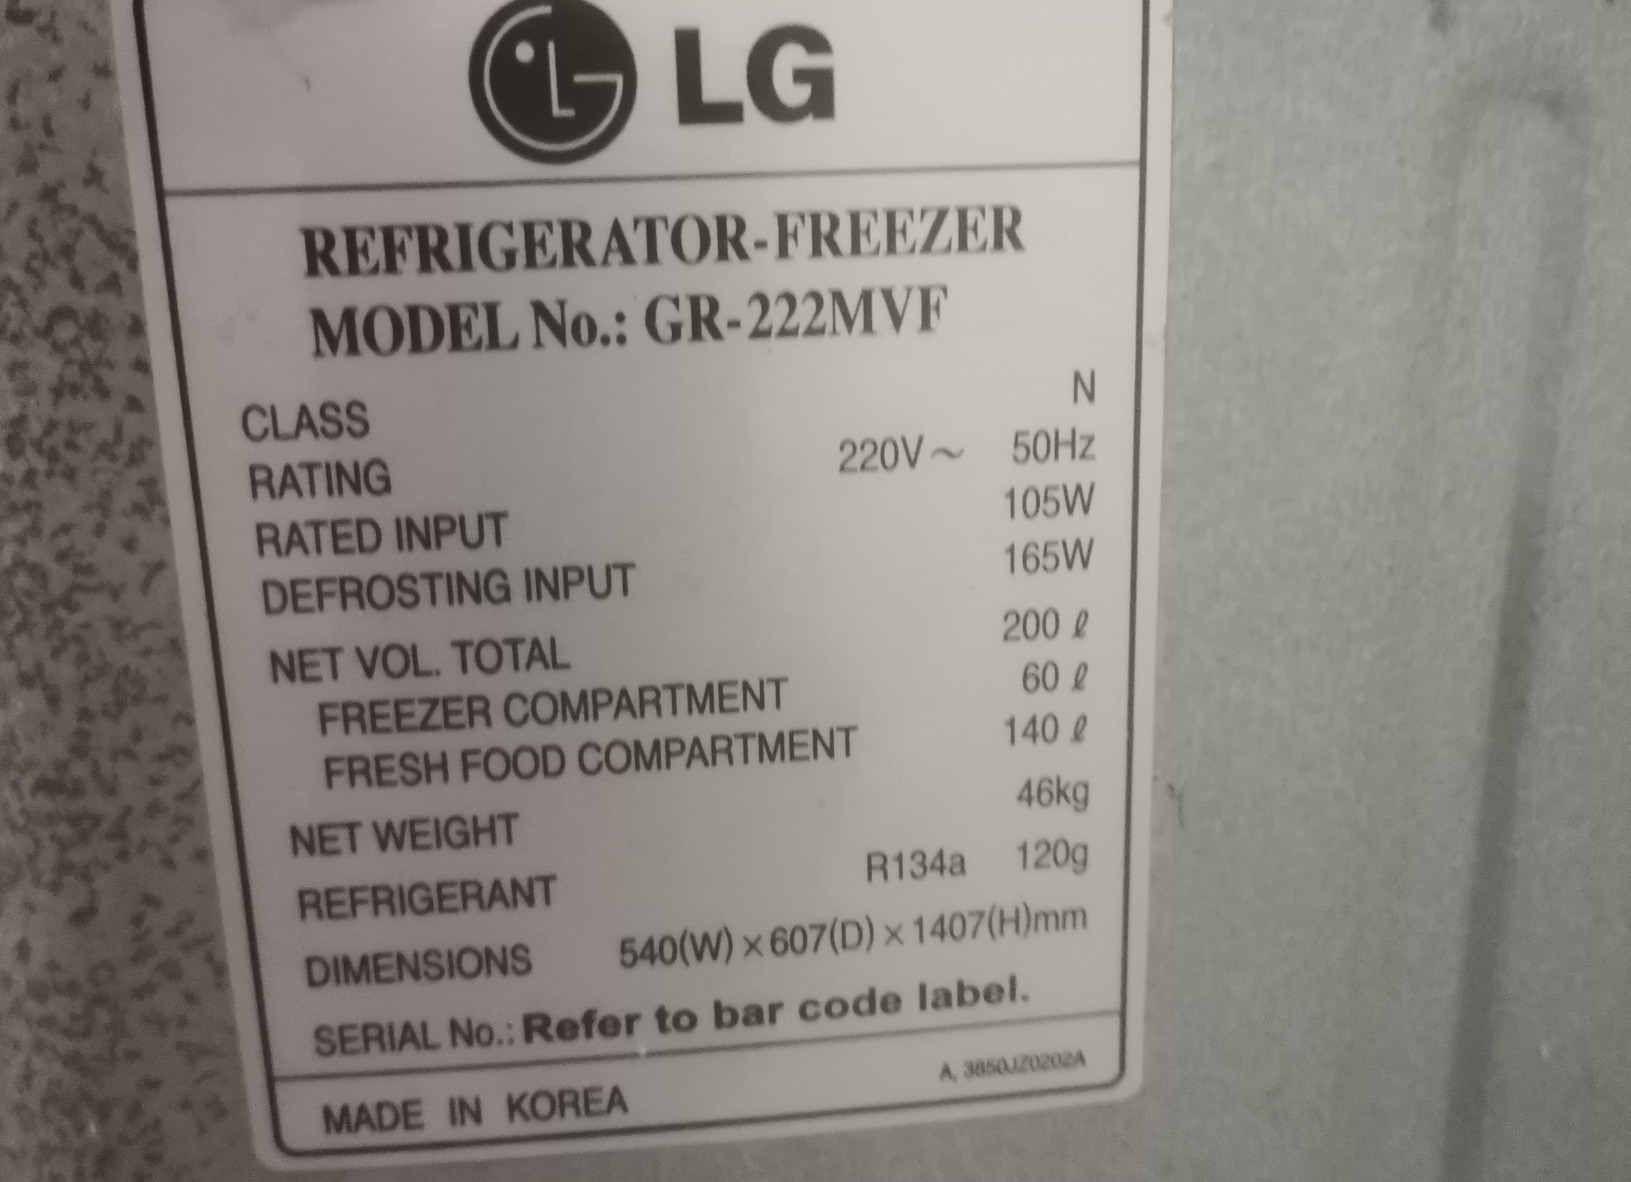 LG
REFRIGERATOR-FREEZER
MODEL No.: GR-222MVF
CLASS N
RATING 220V～ 50Hz
RATED INPUT 105W
DEFROSTING INPUT 165W
NET VOL. TOTAL 200 ℓ
FREEZER COMPARTMENT 60 ℓ
FRESH FOOD COMPARTMENT 140 ℓ
NET WEIGHT 46kg
REFRIGERANT R134a 120g
DIMENSIONS 540(W)×607(D)×1407(H)mm
SERIAL No.: Refer to bar code label.
A, 3850JZ0202A
MADE IN KOREA